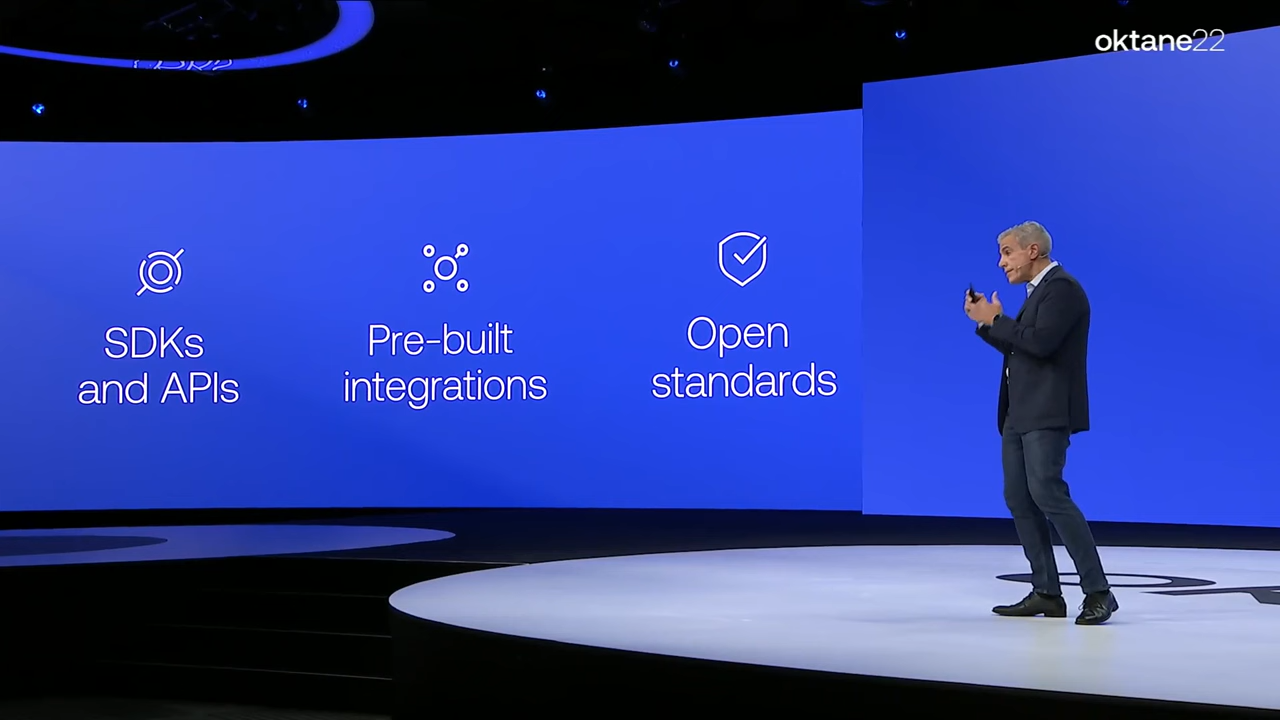 oktane22
SDKs
and APIs
Pre-built
integrations
Open
standards